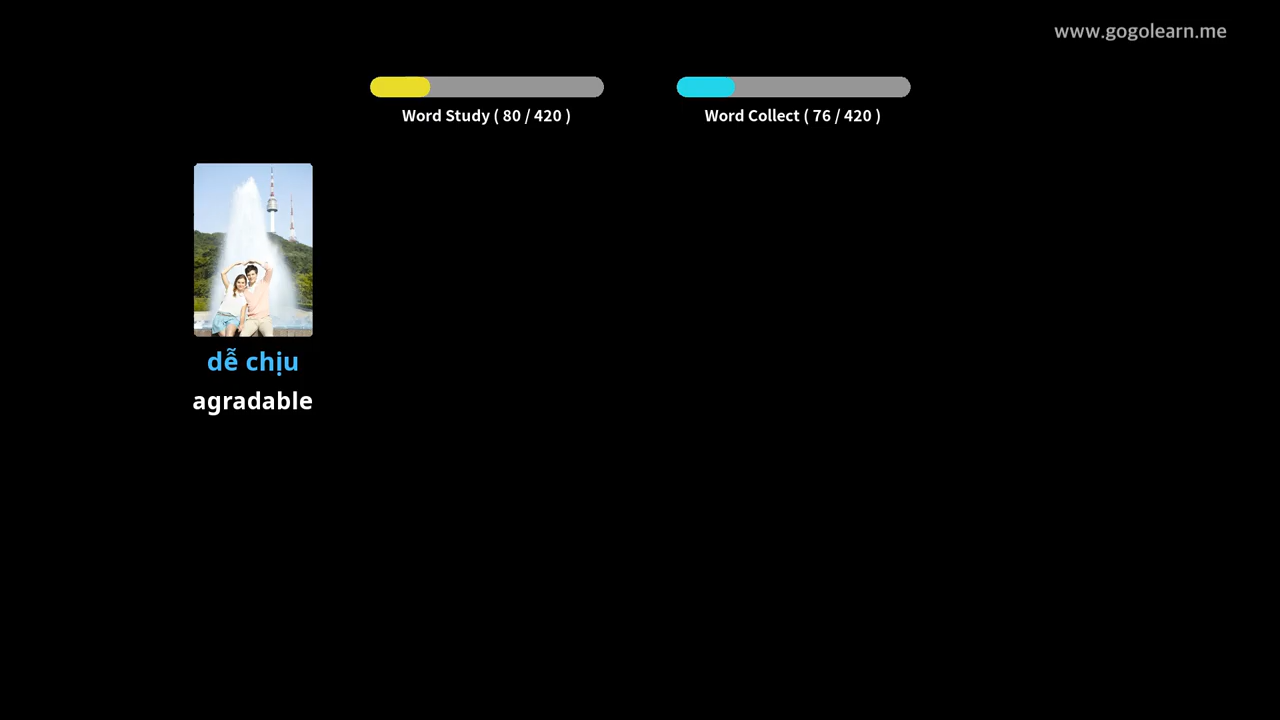 www.gogolearn.me
Word Study ( 80 / 420 )
Word Collect ( 76 / 420 )
dễ chịu
agradable